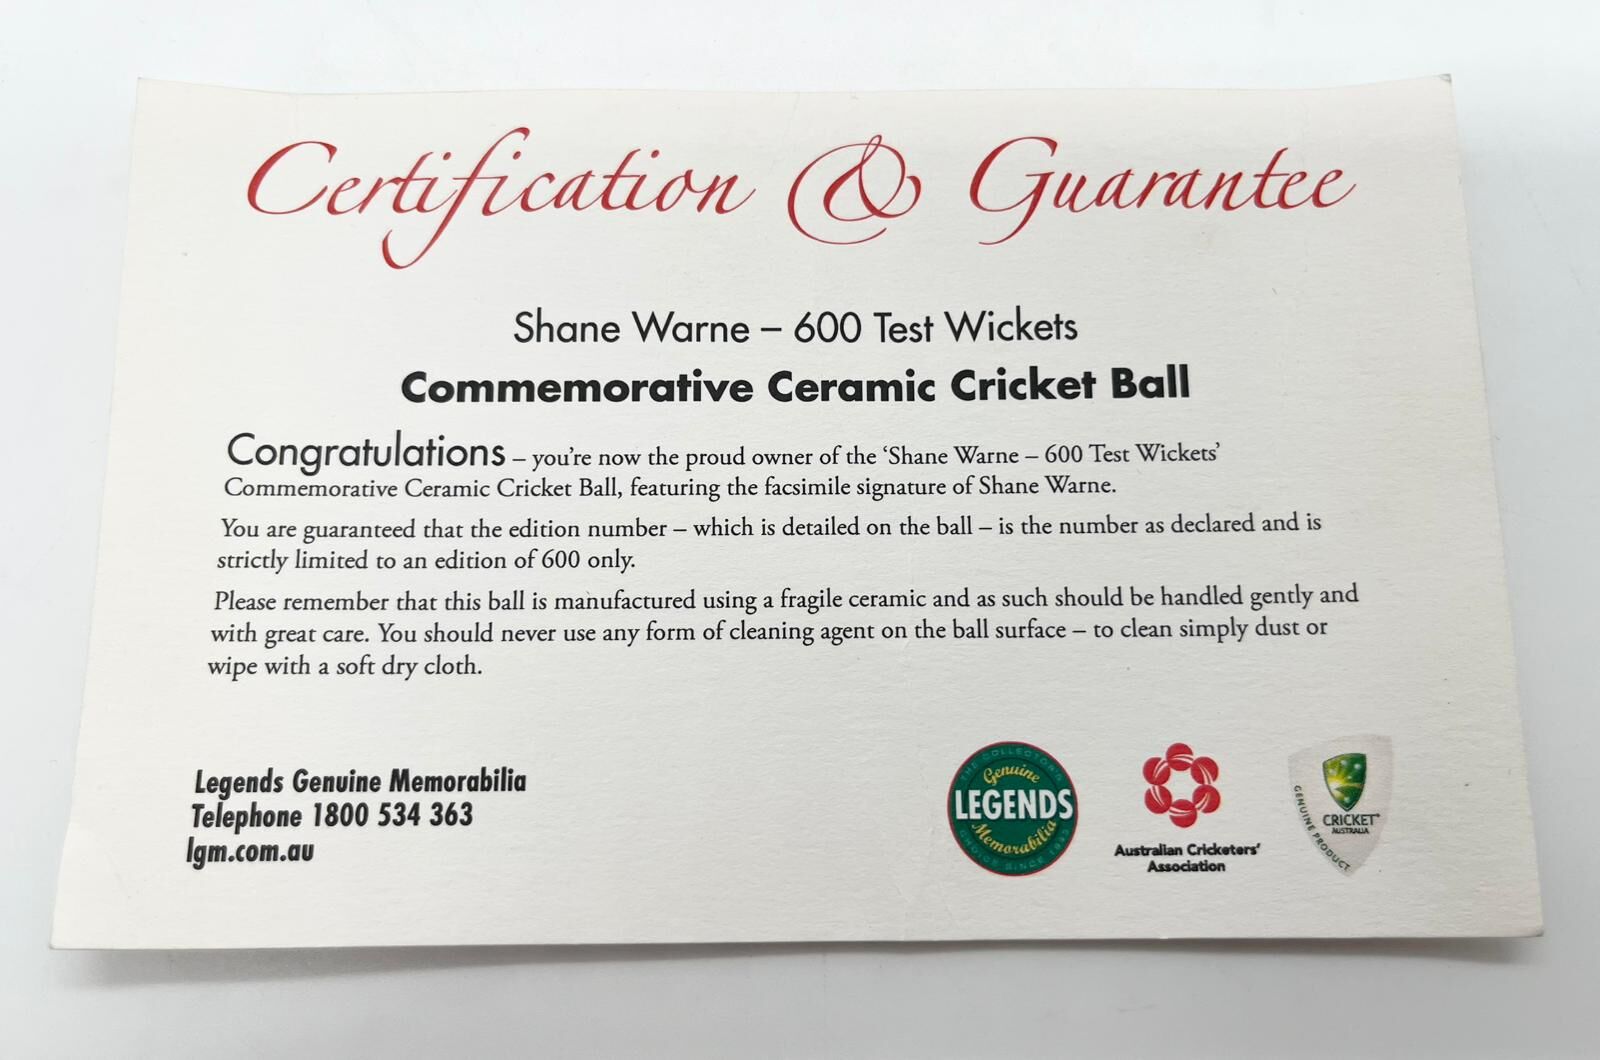 Certification & Guarantee
Shane Warne – 600 Test Wickets
Commemorative Ceramic Cricket Ball
Congratulations – you’re now the proud owner of the ‘Shane Warne – 600 Test Wickets’
Commemorative Ceramic Cricket Ball, featuring the facsimile signature of Shane Warne.
You are guaranteed that the edition number – which is detailed on the ball – is the number as declared and is
strictly limited to an edition of 600 only.
Please remember that this ball is manufactured using a fragile ceramic and as such should be handled gently and
with great care. You should never use any form of cleaning agent on the ball surface – to clean simply dust or
wipe with a soft dry cloth.
Legends Genuine Memorabilia
Telephone 1800 534 363
lgm.com.au
THE COLLECTORS
Genuine
LEGENDS
Memorabilia
CHOICE SINCE
Australian Cricketers’
Association
CRICKET
AUSTRALIA
GENUINE PRODUCT